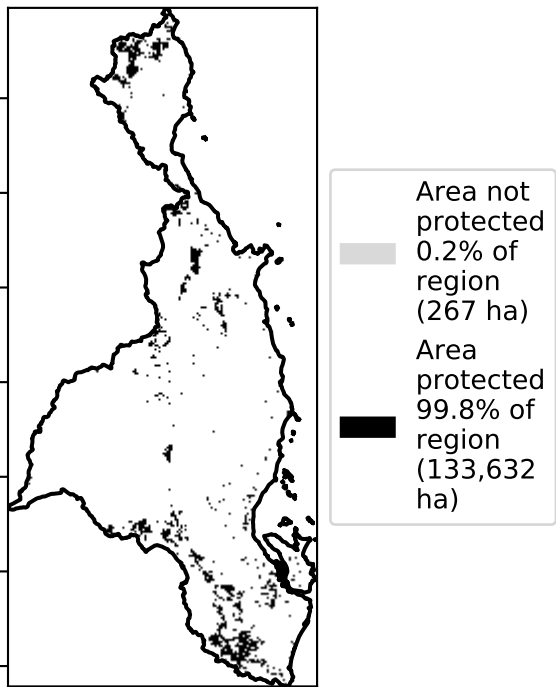 Area not
protected
0.2% of
region
(267 ha)
Area
protected
99.8% of
region
(133,632
ha)